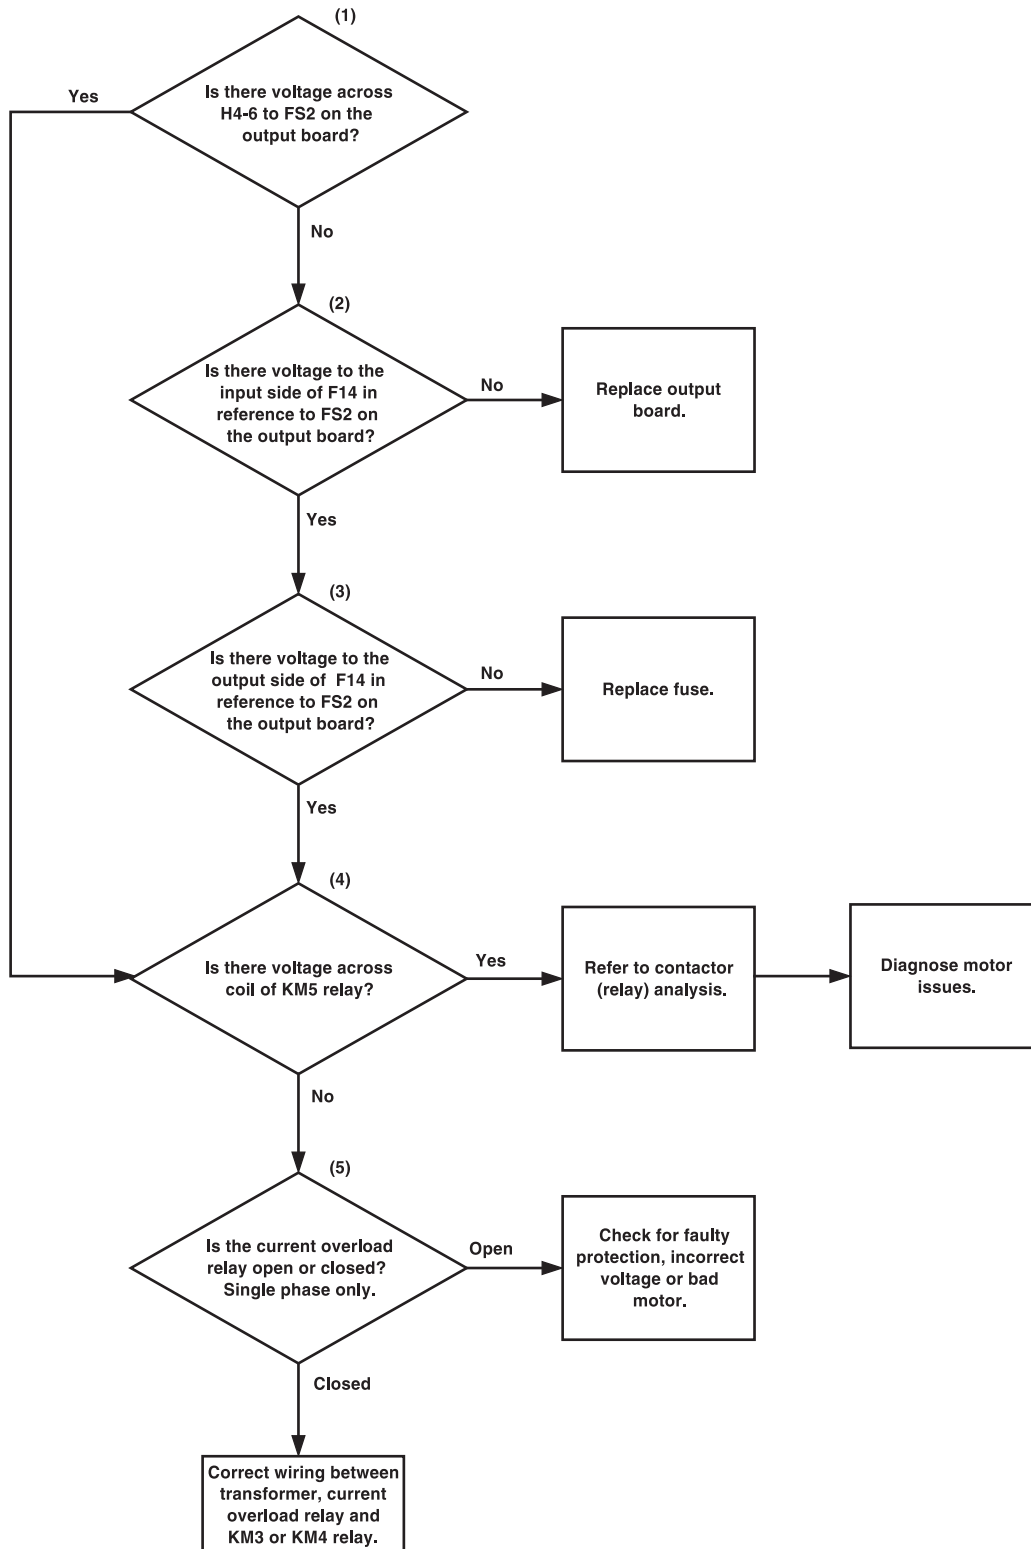 (1)
Yes
Is there voltage across
H4-6 to FS2 on the
output board?
No
(2)
Is there voltage to the
input side of F14 in
reference to FS2 on
the output board?
No
Replace output
board.
Yes
(3)
Is there voltage to the
output side of F14 in
reference to FS2 on
the output board?
No
Replace fuse.
Yes
(4)
Is there voltage across
coil of KM5 relay?
Yes
Refer to contactor
(relay) analysis.
Diagnose motor
issues.
No
(5)
Is the current overload
relay open or closed?
Single phase only.
Open
Check for faulty
protection, incorrect
voltage or bad
motor.
Closed
Correct wiring between
transformer, current
overload relay and
KM3 or KM4 relay.